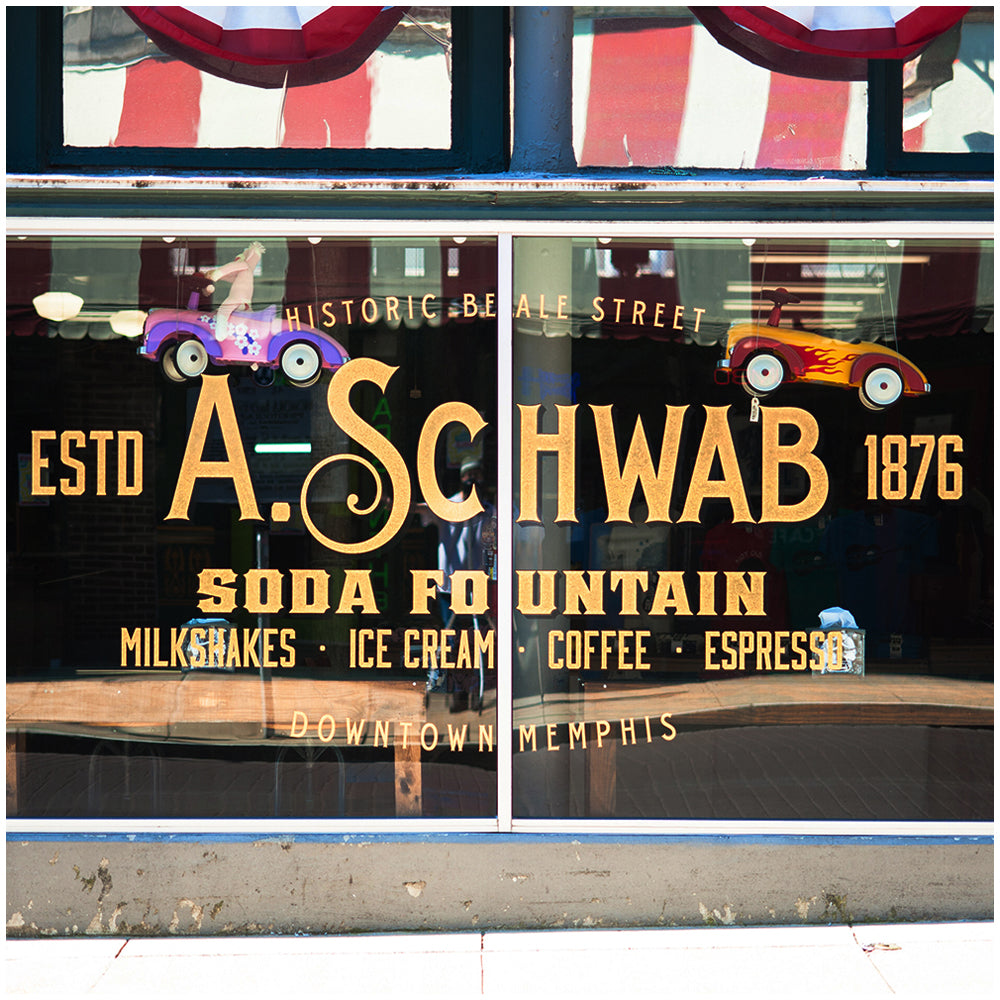 HISTORIC BEALE STREET
ESTD A. SCHWAB 1876
SODA FOUNTAIN
MILKSHAKES · ICE CREAM · COFFEE · ESPRESSO
DOWNTOWN MEMPHIS